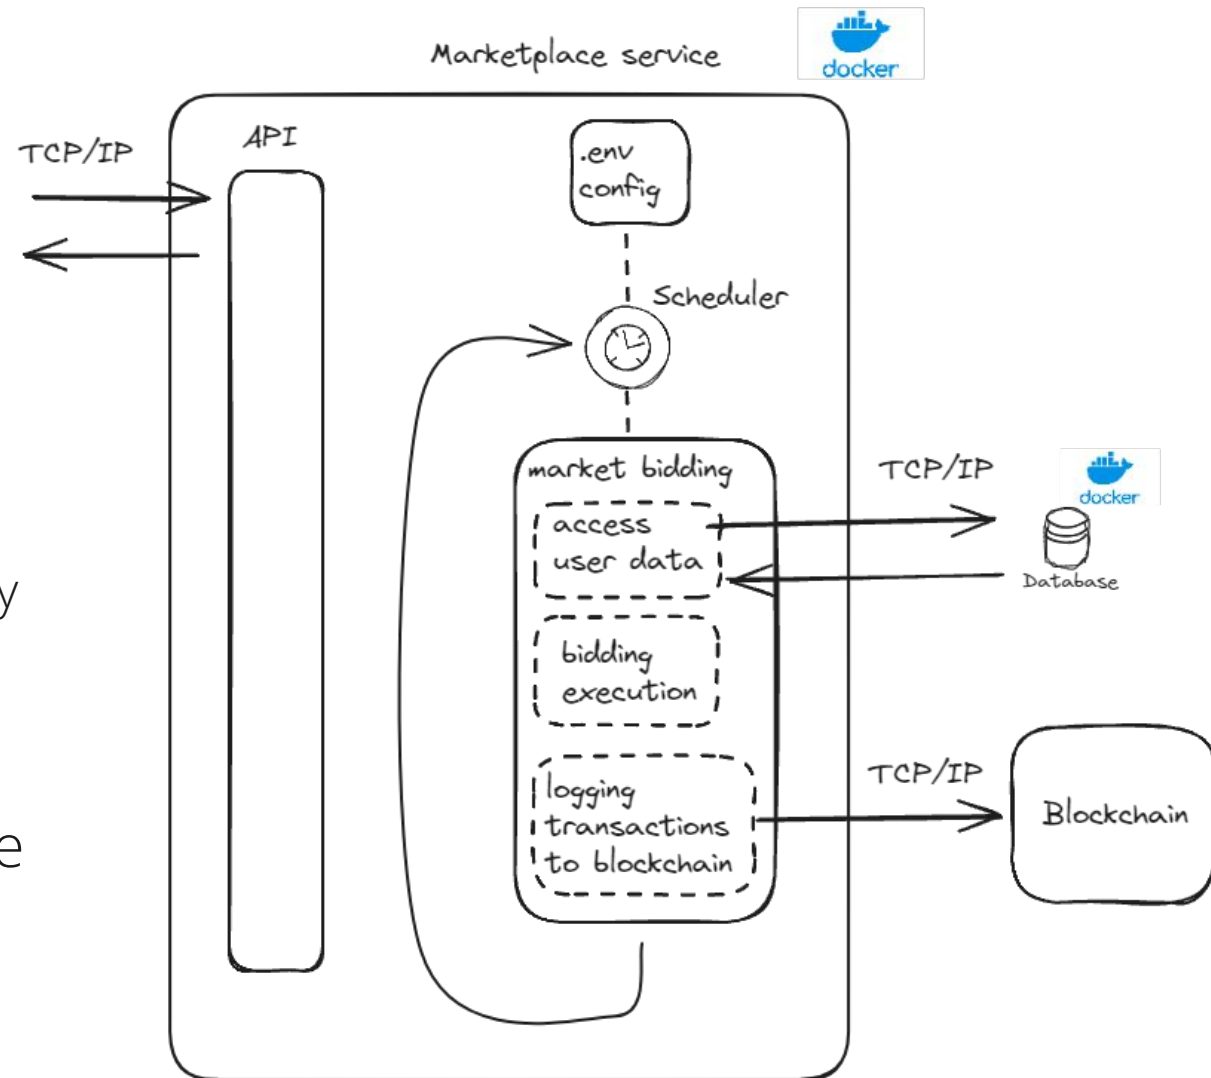 Marketplace service
docker
API
TCP/IP
.env
config
Scheduler
market bidding
access
user data
TCP/IP
docker
Database
y
bidding
execution
logging
transactions
to blockchain
TCP/IP
Blockchain
e